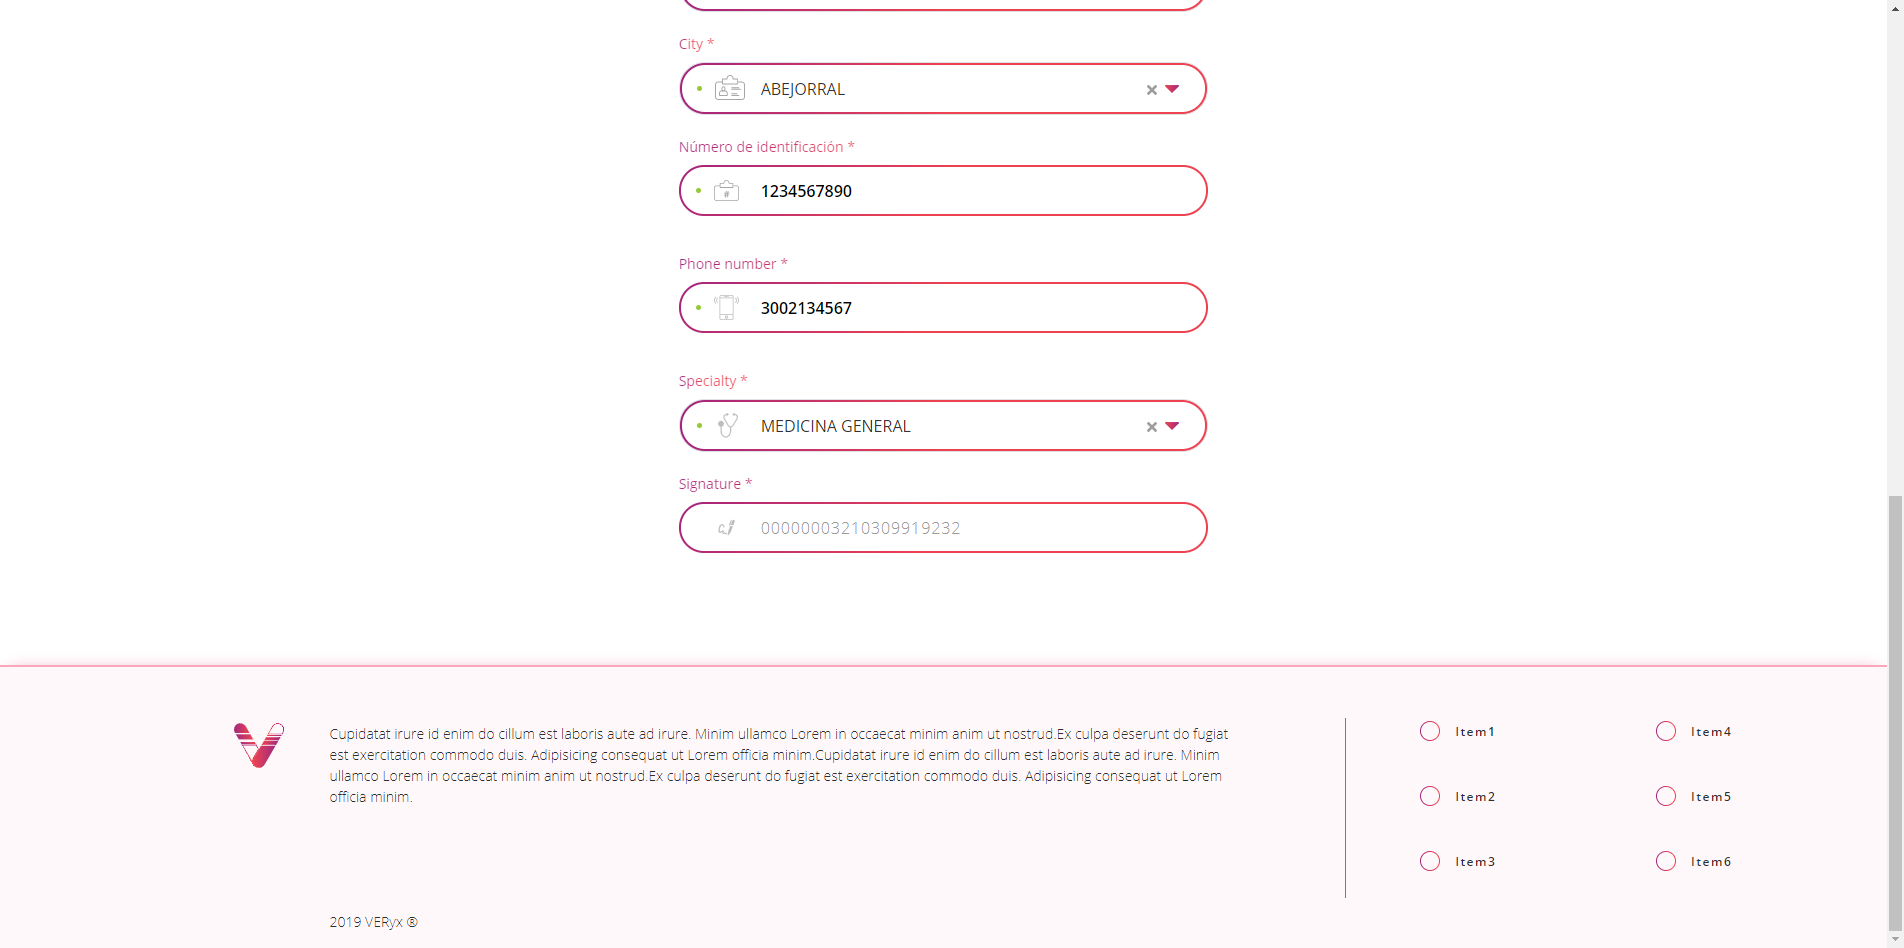 City *
ABEJORRAL
Número de identificación *
1234567890
Phone number *
3002134567
Specialty *
MEDICINA GENERAL
Signature *
00000003210309919232
Cupidatat irure id enim do cillum est laboris aute ad irure. Minim ullamco Lorem in occaecat minim anim ut nostrud.Ex culpa deserunt do fugiat
est exercitation commodo duis. Adipisicing consequat ut Lorem officia minim.Cupidatat irure id enim do cillum est laboris aute ad irure. Minim
ullamco Lorem in occaecat minim anim ut nostrud.Ex culpa deserunt do fugiat est exercitation commodo duis. Adipisicing consequat ut Lorem
officia minim.
2019 VERyx ®
Item1
Item2
Item3
Item4
Item5
Item6